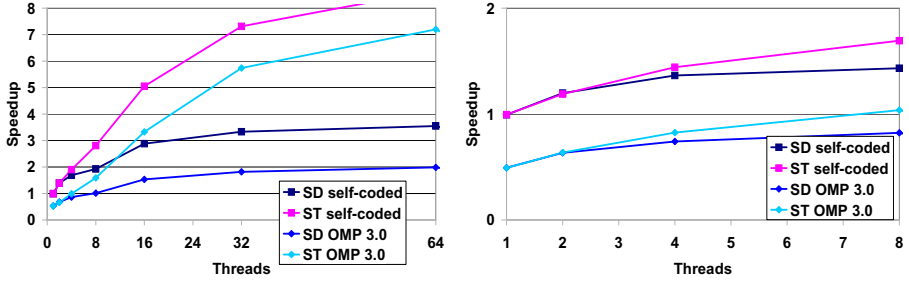 8
7
6
5
4
3
2
1
0
Speedup
0 8 16 24 32 40 48 56 64
Threads
SD self-coded
ST self-coded
SD OMP 3.0
ST OMP 3.0
2
1
0
Speedup
1 2 3 4 5 6 7 8
Threads
SD self-coded
ST self-coded
SD OMP 3.0
ST OMP 3.0